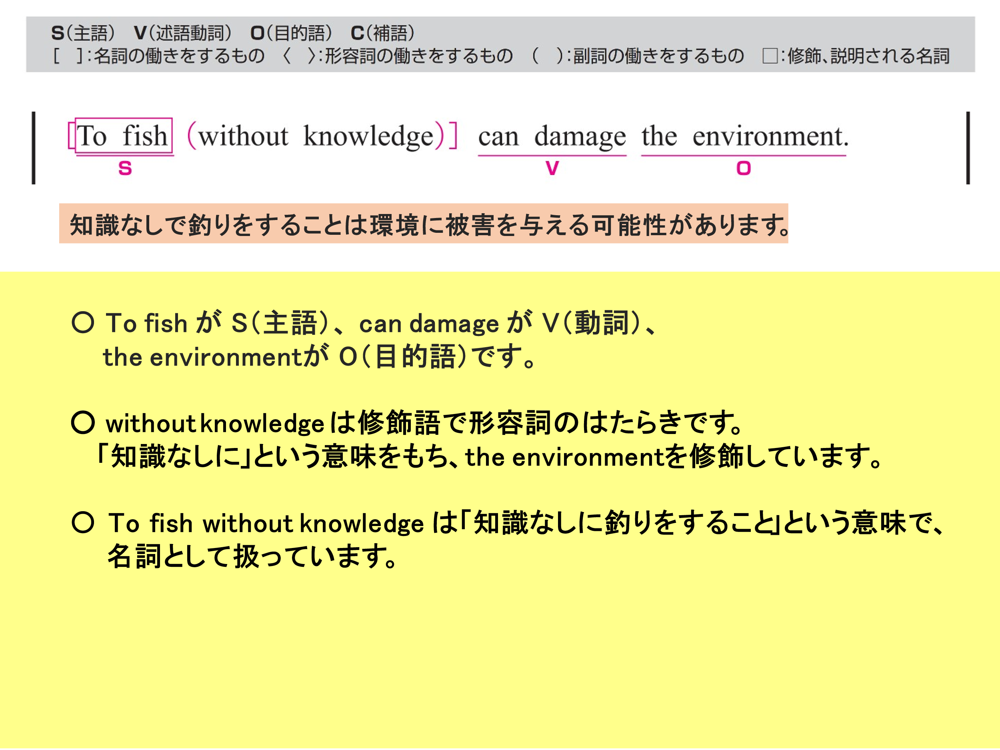 S（主語）　V（述語動詞）　O（目的語）　C（補語）
［　］：名詞の働きをするもの　〈　〉：形容詞の働きをするもの　（　）：副詞の働きをするもの　□：修飾、説明される名詞
[To fish (without knowledge)] can damage the environment.
S V O
知識なしで釣りをすることは環境に被害を与える可能性があります。
〇 To fish が S（主語）、can damage が V（動詞）、
the environmentが O（目的語）です。
〇 without knowledge は修飾語で形容詞のはたらきです。
「知識なしに」という意味をもち、the environmentを修飾しています。
〇 To fish without knowledge は「知識なしに釣りをすること」という意味で、
名詞として扱っています。